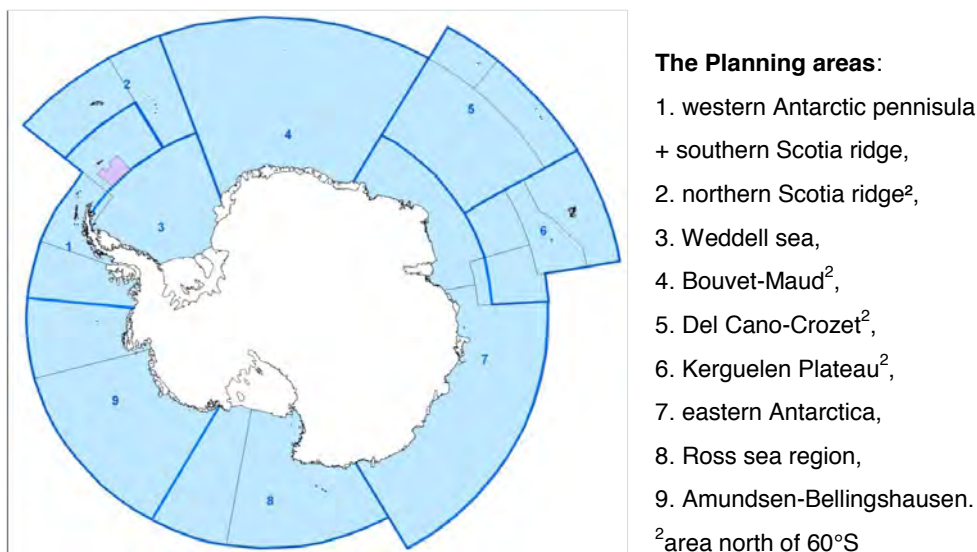 The Planning areas:
1. western Antarctic pennisula
+ southern Scotia ridge,
2. northern Scotia ridge²,
3. Weddell sea,
4. Bouvet-Maud²,
5. Del Cano-Crozet²,
6. Kerguelen Plateau²,
7. eastern Antarctica,
8. Ross sea region,
9. Amundsen-Bellingshausen.
²area north of 60°S
2
4
5
6
3
1
7
9
8